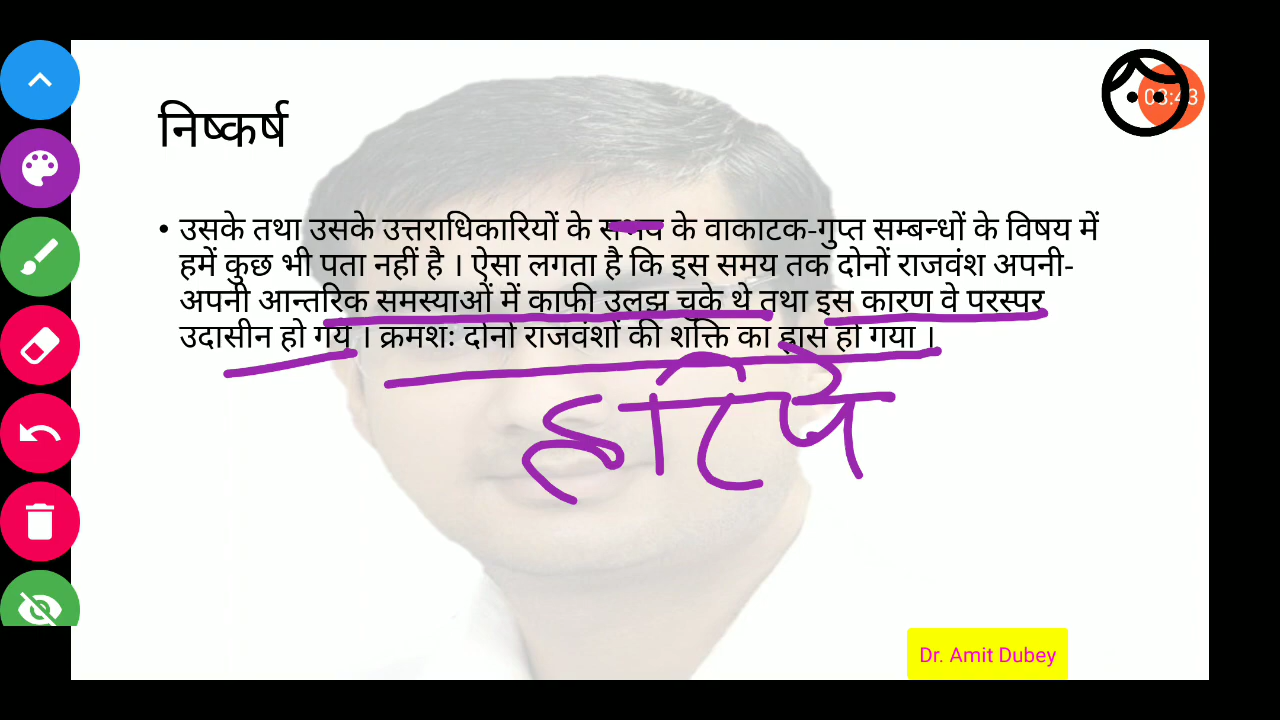 निष्कर्ष
03:43
• उसके तथा उसके उत्तराधिकारियों के समय के वाकाटक-गुप्त सम्बन्धों के विषय में
हमें कुछ भी पता नहीं है । ऐसा लगता है कि इस समय तक दोनों राजवंश अपनी-
अपनी आन्तरिक समस्याओं में काफी उलझ चुके थे तथा इस कारण वे परस्पर
उदासीन हो गये । क्रमशः दोनों राजवंशों की शक्ति का ह्रास हो गया ।
Dr. Amit Dubey